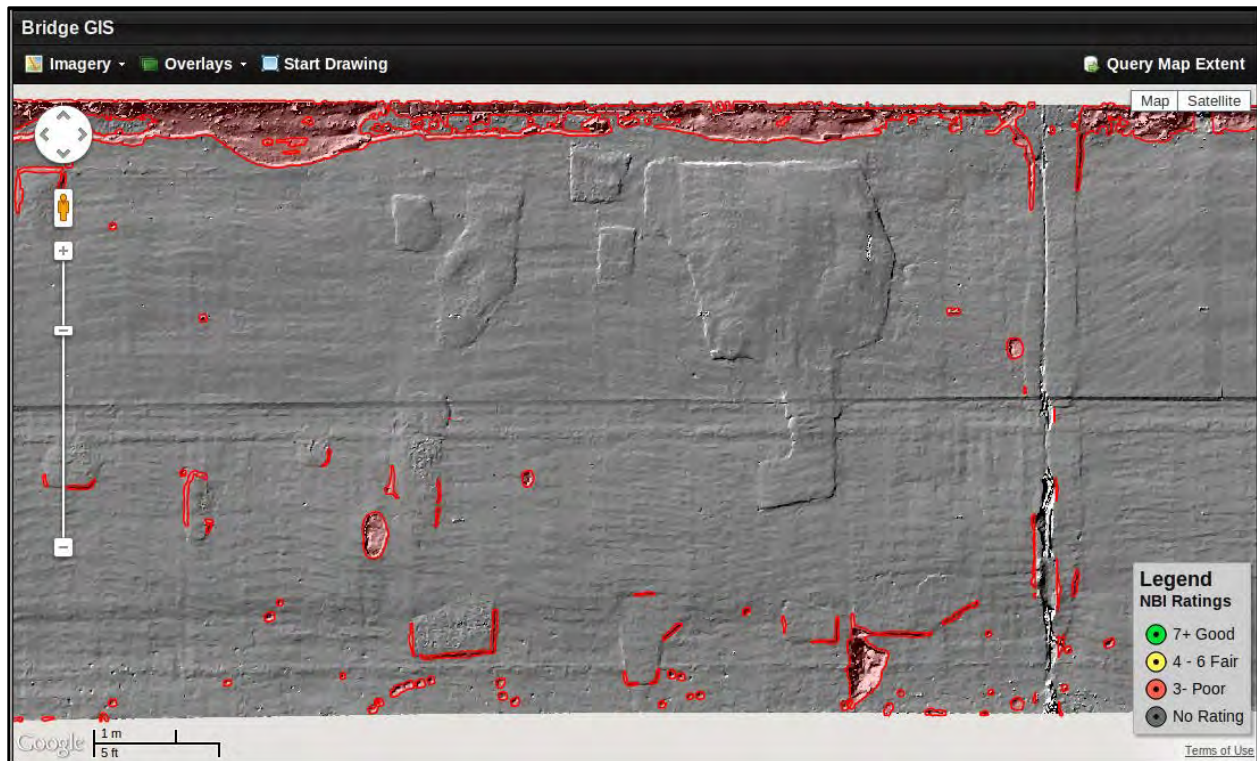 Bridge GIS
Imagery Overlays Start Drawing Query Map Extent
Map Satellite
Legend
NBI Ratings
7+ Good
4 - 6 Fair
3- Poor
No Rating
Google
1 m
5 ft
Terms of Use